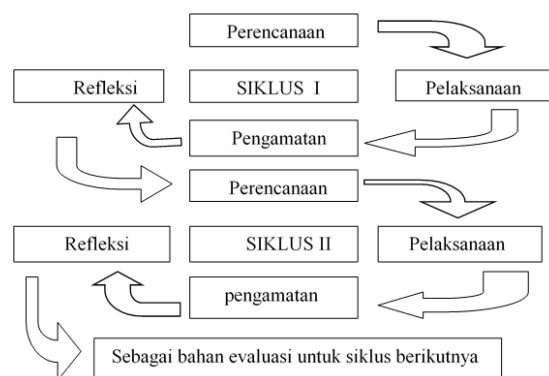 Perencanaan
Refleksi
SIKLUS I
Pelaksanaan
Pengamatan
Perencanaan
Refleksi
SIKLUS II
Pelaksanaan
pengamatan
Sebagai bahan evaluasi untuk siklus berikutnya